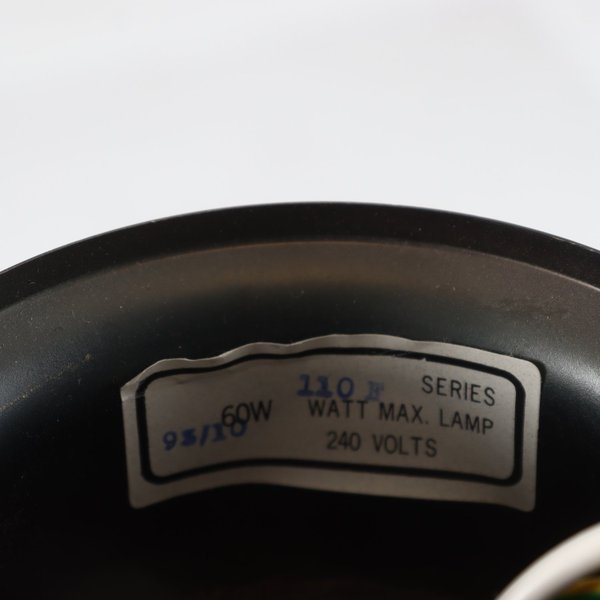 110 F SERIES
60W WATT MAX. LAMP
93/10 240 VOLTS